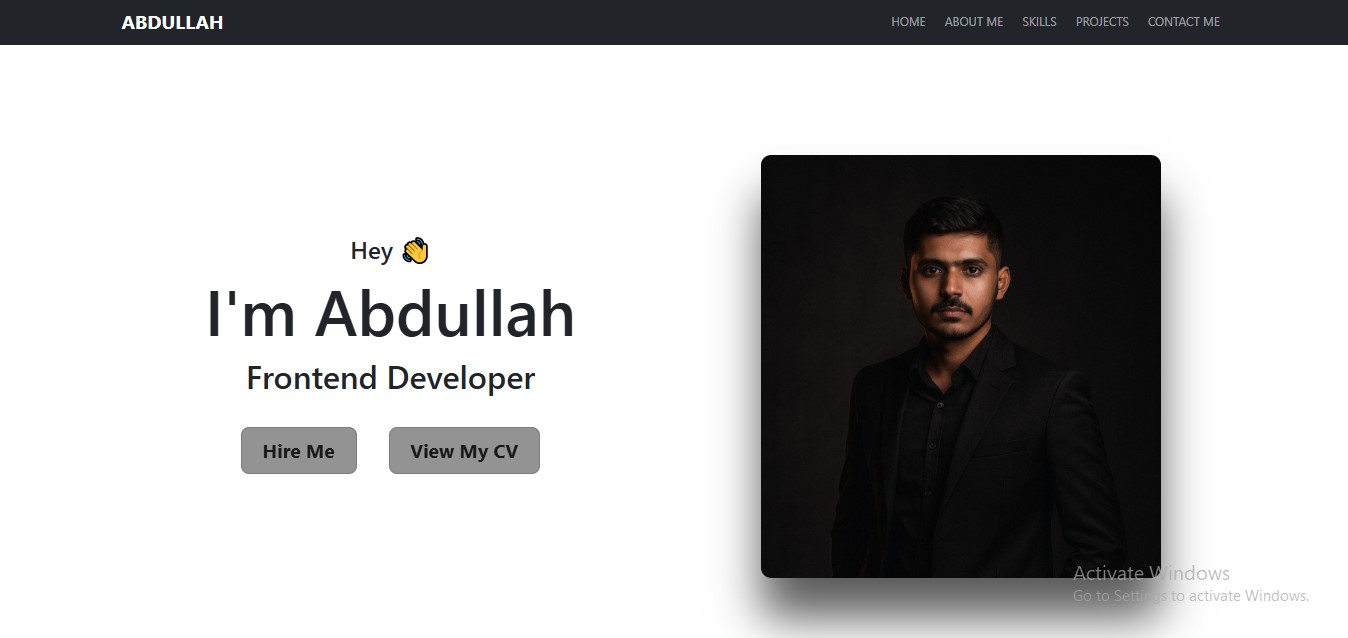 ABDULLAH
HOME ABOUT ME SKILLS PROJECTS CONTACT ME
Hey 👋
I'm Abdullah
Frontend Developer
Hire Me View My CV
Activate Windows
Go to Settings to activate Windows.